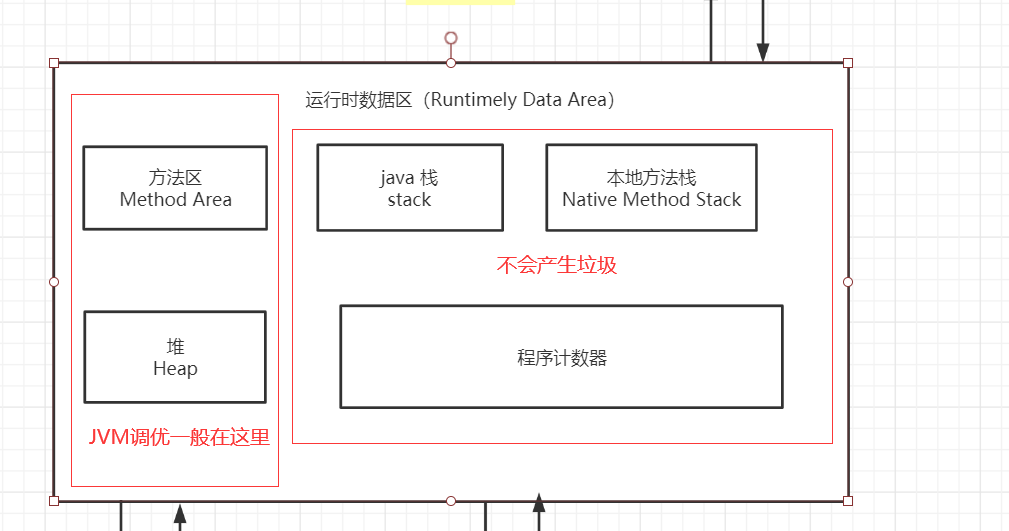 运行时数据区（Runtimely Data Area）
方法区
Method Area
java 栈
stack
本地方法栈
Native Method Stack
不会产生垃圾
堆
Heap
程序计数器
JVM调优一般在这里